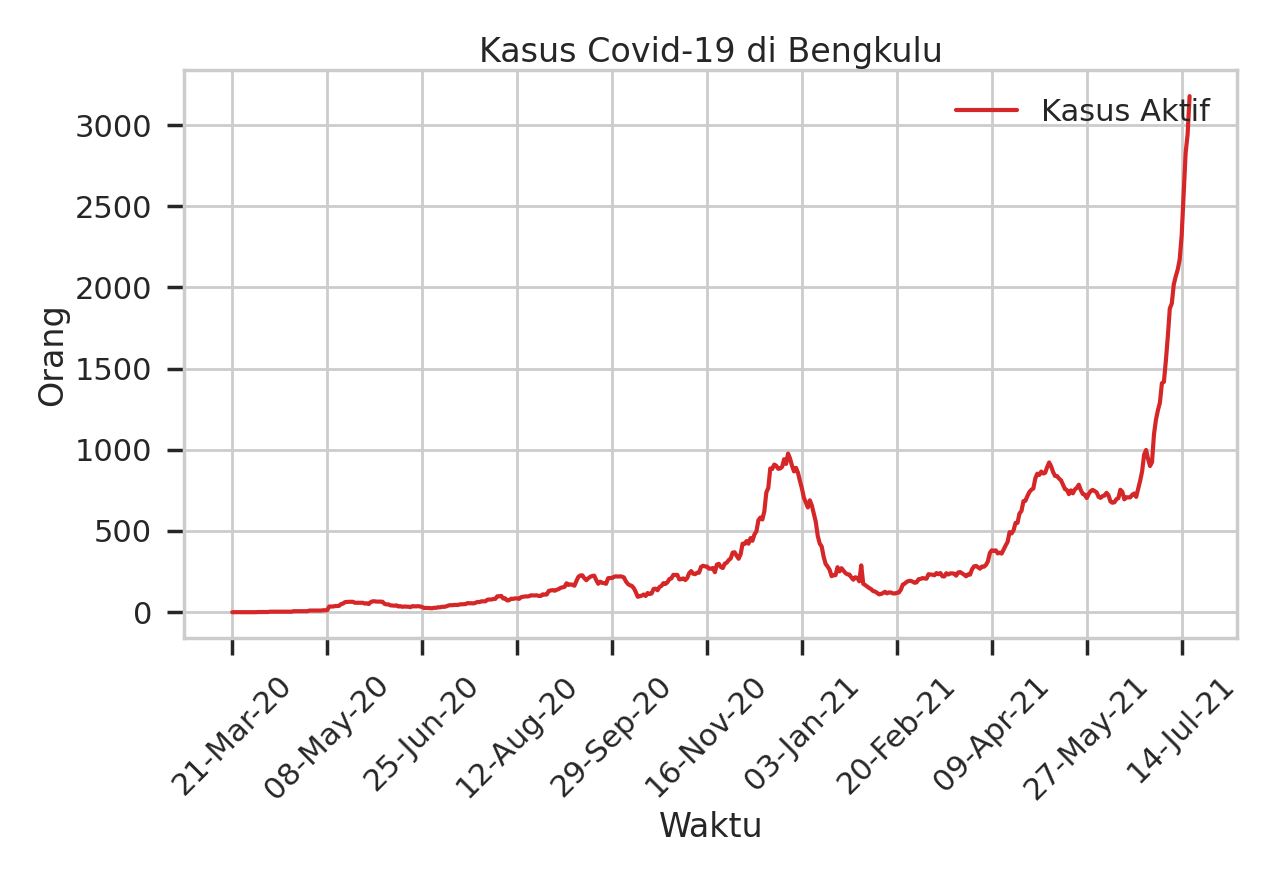 Kasus Covid-19 di Bengkulu
Kasus Aktif
3000
2500
2000
1500
1000
500
0
Orang
21-Mar-20
08-May-20
25-Jun-20
12-Aug-20
29-Sep-20
16-Nov-20
03-Jan-21
20-Feb-21
09-Apr-21
27-May-21
14-Jul-21
Waktu